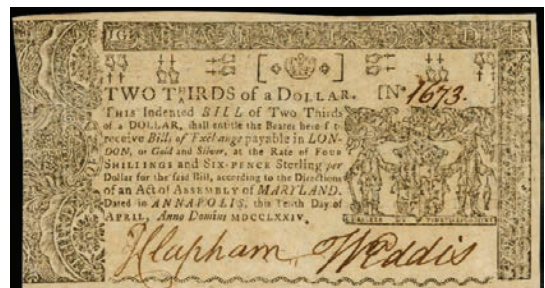 TWO THIRDS of a DOLLAR. [No 1673.
THIS Indented BILL of Two Thirds
of a DOLLAR, shall entitle the Bearer here of to
receive Bills of Exchange payable in LON-
DON, or Gold and Silver, at the Rate of FOUR
SHILLINGS and SIX-PENCE Sterling per
Dollar for the said Bill, according to the Directions
of an Act of ASSEMBLY of MARYLAND.
Dated in ANNAPOLIS, this Tenth Day of
APRIL, Anno Domini MDCCLXXIV.
J Clapham W Eddis